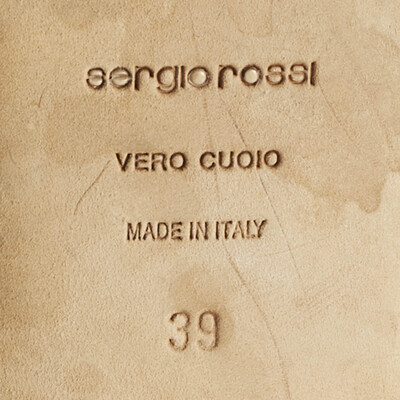 sergio rossi
VERO CUOIO
MADE IN ITALY
39